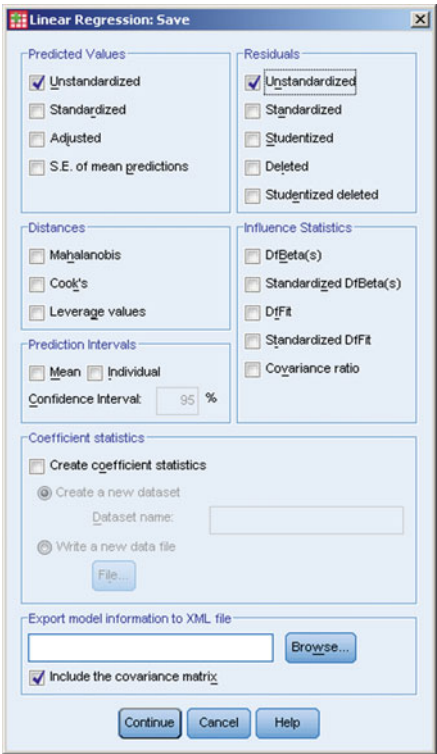 Linear Regression: Save
Predicted Values
Unstandardized
Standardized
Adjusted
S.E. of mean predictions
Residuals
Unstandardized
Standardized
Studentized
Deleted
Studentized deleted
Distances
Mahalanobis
Cook's
Leverage values
Influence Statistics
DfBeta(s)
Standardized DfBeta(s)
DfFit
Standardized DfFit
Covariance ratio
Prediction Intervals
Mean Individual
Confidence Interval: 95 %
Coefficient statistics
Create coefficient statistics
Create a new dataset
Dataset name:
Write a new data file
File...
Export model information to XML file
Browse...
Include the covariance matrix
Continue Cancel Help